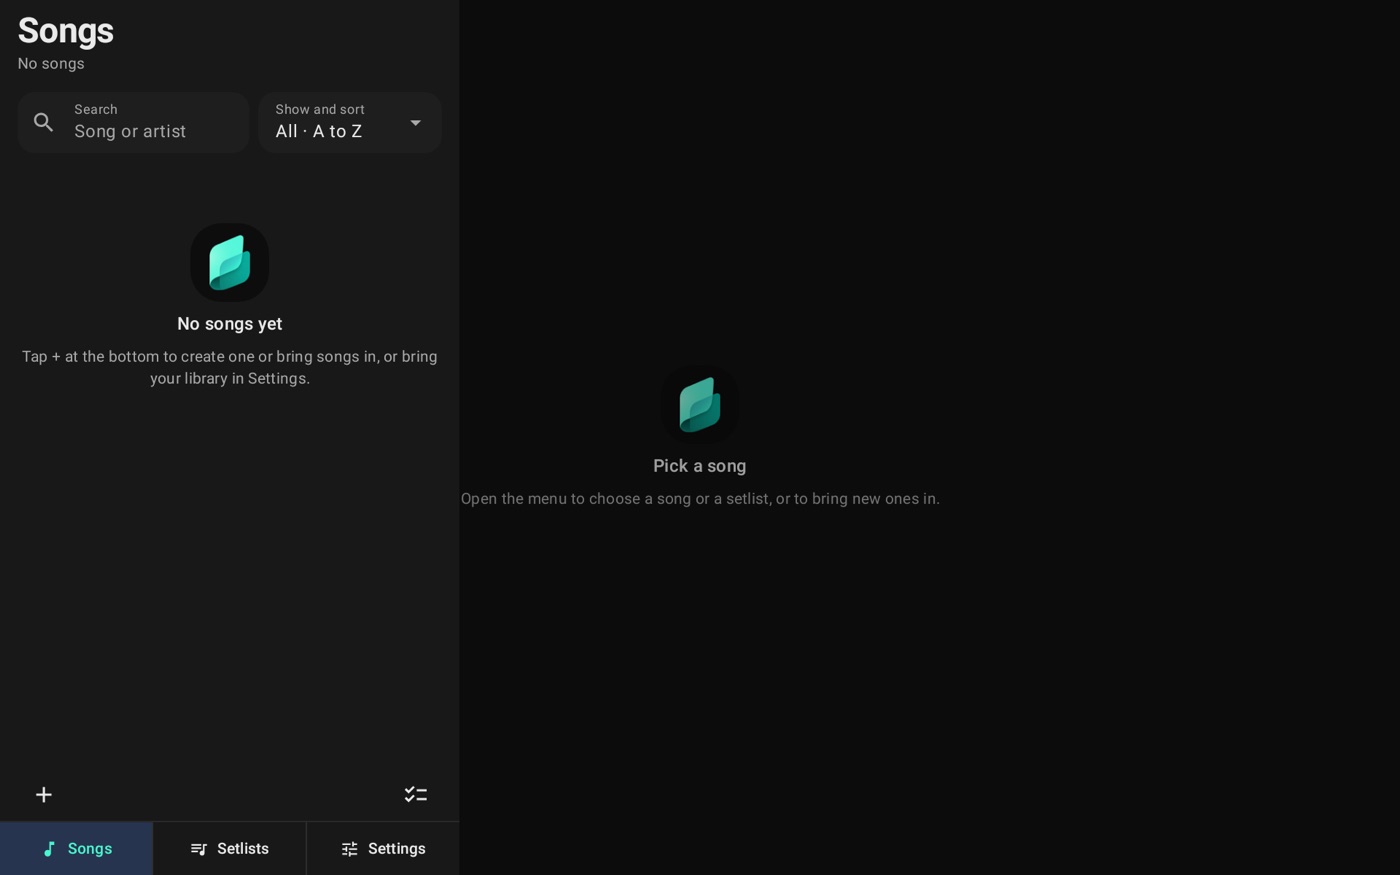 Songs
No songs
Search
Song or artist
Show and sort
All · A to Z
No songs yet
Tap + at the bottom to create one or bring songs in, or bring
your library in Settings.
Pick a song
Open the menu to choose a song or a setlist, or to bring new ones in.
Songs
Setlists
Settings